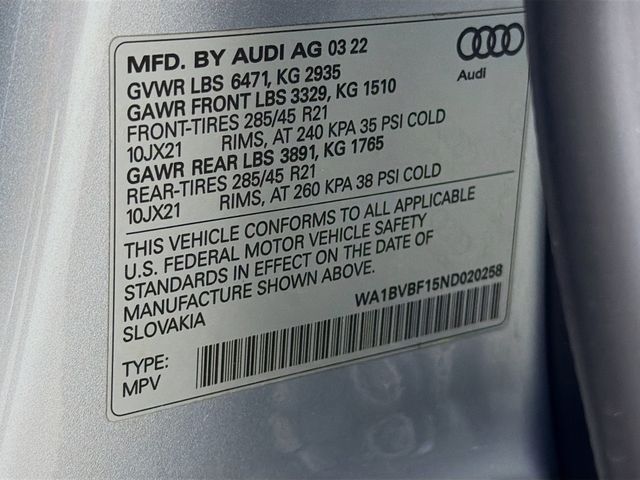 MFD. BY AUDI AG 03 22
GVWR LBS 6471, KG 2935
GAWR FRONT LBS 3329, KG 1510
FRONT-TIRES 285/45 R21
10JX21 RIMS, AT 240 KPA 35 PSI COLD
GAWR REAR LBS 3891, KG 1765
REAR-TIRES 285/45 R21
10JX21 RIMS, AT 260 KPA 38 PSI COLD
Audi
THIS VEHICLE CONFORMS TO ALL APPLICABLE
U.S. FEDERAL MOTOR VEHICLE SAFETY
STANDARDS IN EFFECT ON THE DATE OF
MANUFACTURE SHOWN ABOVE.
SLOVAKIA
WA1BVBF15ND020258
TYPE:
MPV